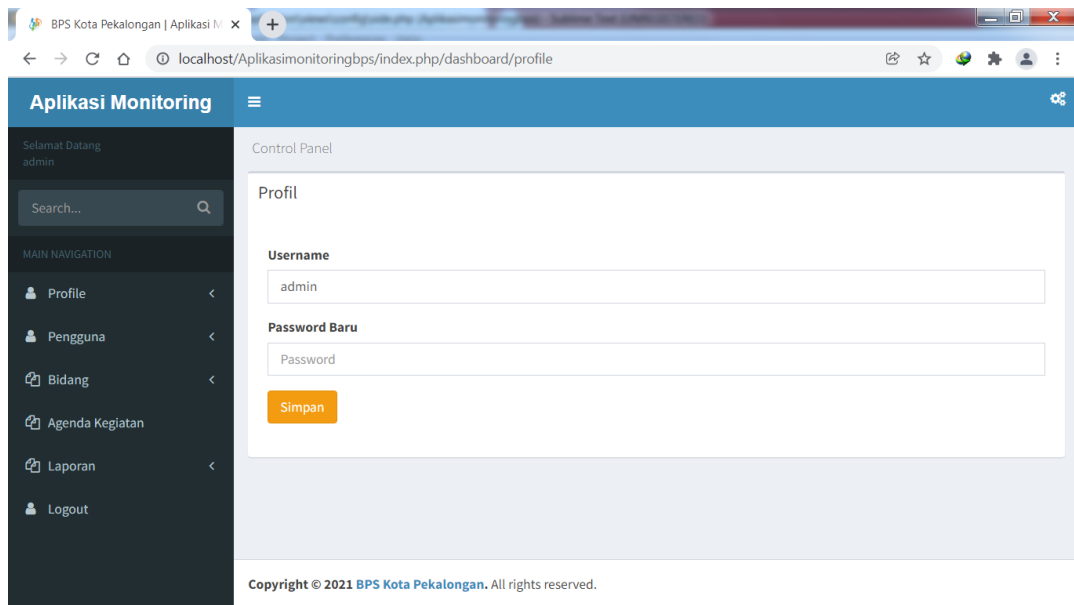 BPS Kota Pekalongan | Aplikasi M
localhost/Aplikasimonitoringbps/index.php/dashboard/profile
Aplikasi Monitoring
Selamat Datang
admin
Control Panel
Search...
Profil
MAIN NAVIGATION
Username
admin
Profile
Password Baru
Pengguna
Password
Bidang
Simpan
Agenda Kegiatan
Laporan
Logout
Copyright © 2021 BPS Kota Pekalongan. All rights reserved.